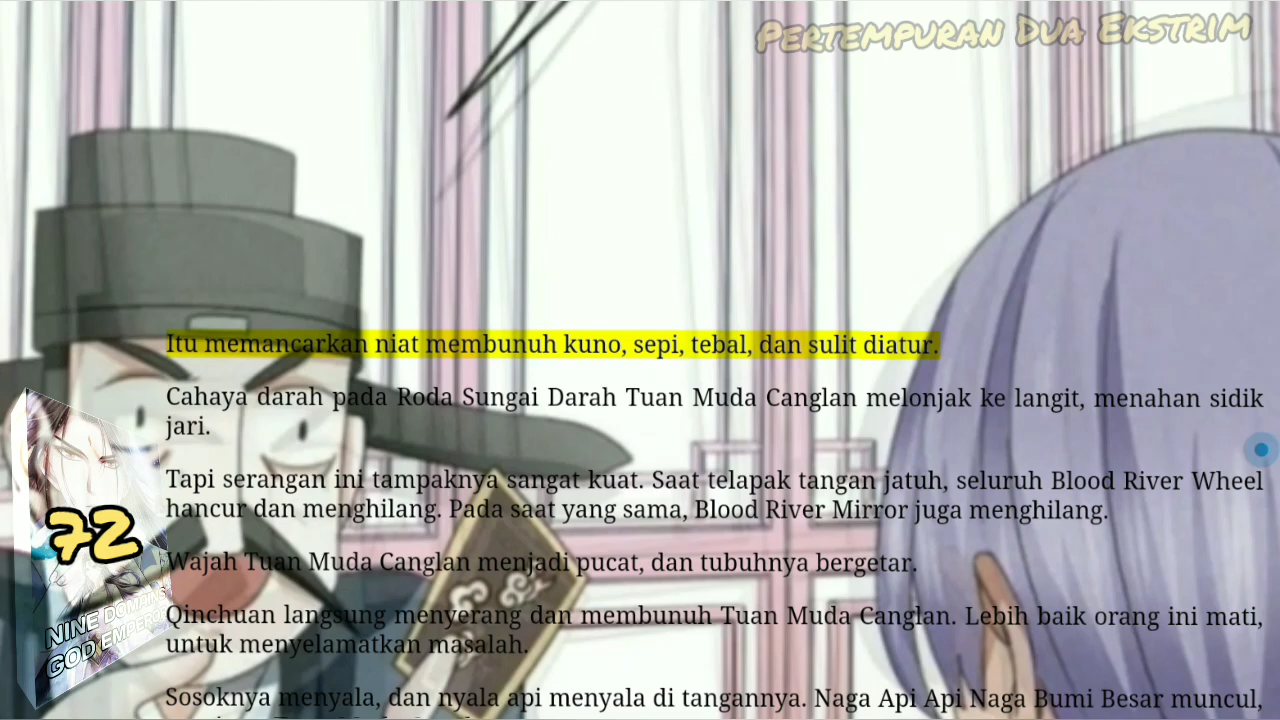 Pertempuran Dua Ekstrim
Itu memancarkan niat membunuh kuno, sepi, tebal, dan sulit diatur.
Cahaya darah pada Roda Sungai Darah Tuan Muda Canglan melonjak ke langit, menahan sidik
jari.
Tapi serangan ini tampaknya sangat kuat. Saat telapak tangan jatuh, seluruh Blood River Wheel
hancur dan menghilang. Pada saat yang sama, Blood River Mirror juga menghilang.
Wajah Tuan Muda Canglan menjadi pucat, dan tubuhnya bergetar.
Qinchuan langsung menyerang dan membunuh Tuan Muda Canglan. Lebih baik orang ini mati,
untuk menyelamatkan masalah.
Sosoknya menyala, dan nyala api menyala di tangannya. Naga Api Api Naga Bumi Besar muncul,
72
NINE DOMAINS
GOD EMPEROR